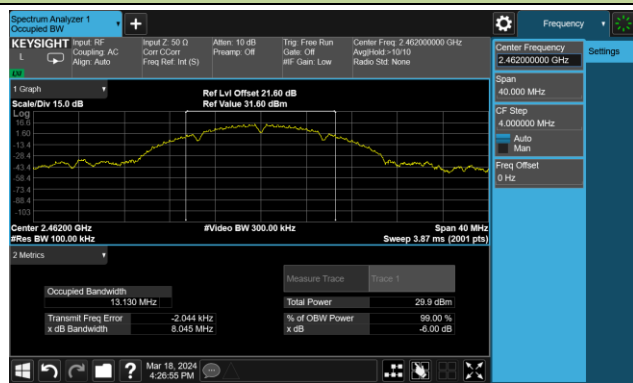 Spectrum Analyzer 1
Occupied BW
Frequency
KEYSIGHT
L
Input: RF
Coupling: AC
Align: Auto
Input Z: 50 Ω
Corr CCorr
Freq Ref: Int (S)
Atten: 10 dB
Preamp: Off
Trig: Free Run
Gate: Off
#IF Gain: Low
Center Freq: 2.462000000 GHz
Avg|Hold:>10/10
Radio Std: None
Center Frequency
2.462000000 GHz
Settings
Span
40.000 MHz
CF Step
4.000000 MHz
Auto
Man
Freq Offset
0 Hz
1 Graph
Scale/Div 15.0 dB
Ref Lvl Offset 21.60 dB
Ref Value 31.60 dBm
Log
16.6
1.60
-13.4
-28.4
-43.4
-58.4
-73.4
-88.4
-103
Center 2.46200 GHz
#Res BW 100.00 kHz
#Video BW 300.00 kHz
Span 40 MHz
Sweep 3.87 ms (2001 pts)
2 Metrics
Measure Trace
Trace 1
Occupied Bandwidth
13.130 MHz
Total Power
29.9 dBm
Transmit Freq Error
-2.044 kHz
% of OBW Power
99.00 %
x dB Bandwidth
8.045 MHz
x dB
-6.00 dB
Mar 18, 2024
4:26:55 PM